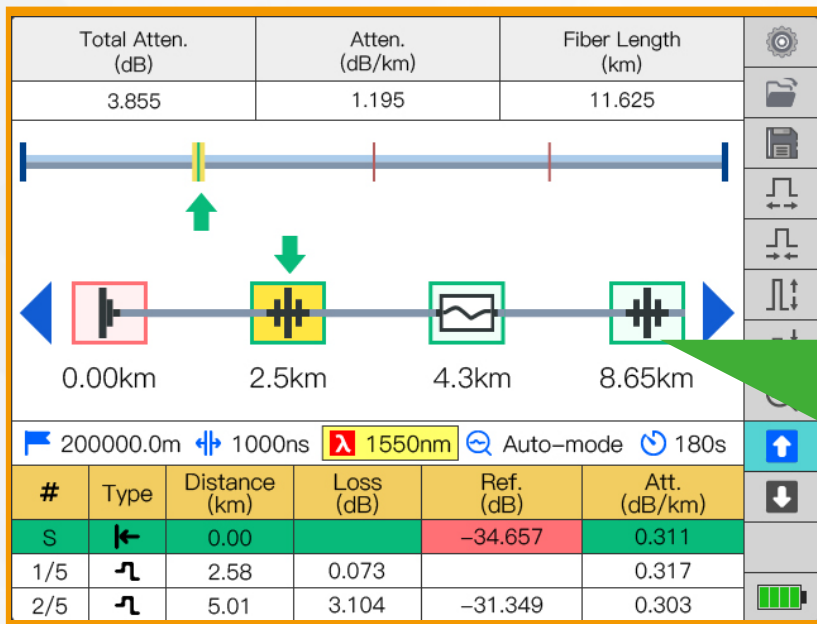 Total Atten. Atten. Fiber Length
(dB) (dB/km) (km)
3.855 1.195 11.625
0.00km 2.5km 4.3km 8.65km
200000.0m 1000ns λ 1550nm Auto-mode 180s
# Type Distance Loss Ref. Att.
(km) (dB) (dB) (dB/km)
S 0.00 -34.657 0.311
1/5 2.58 0.073 0.317
2/5 5.01 3.104 -31.349 0.303